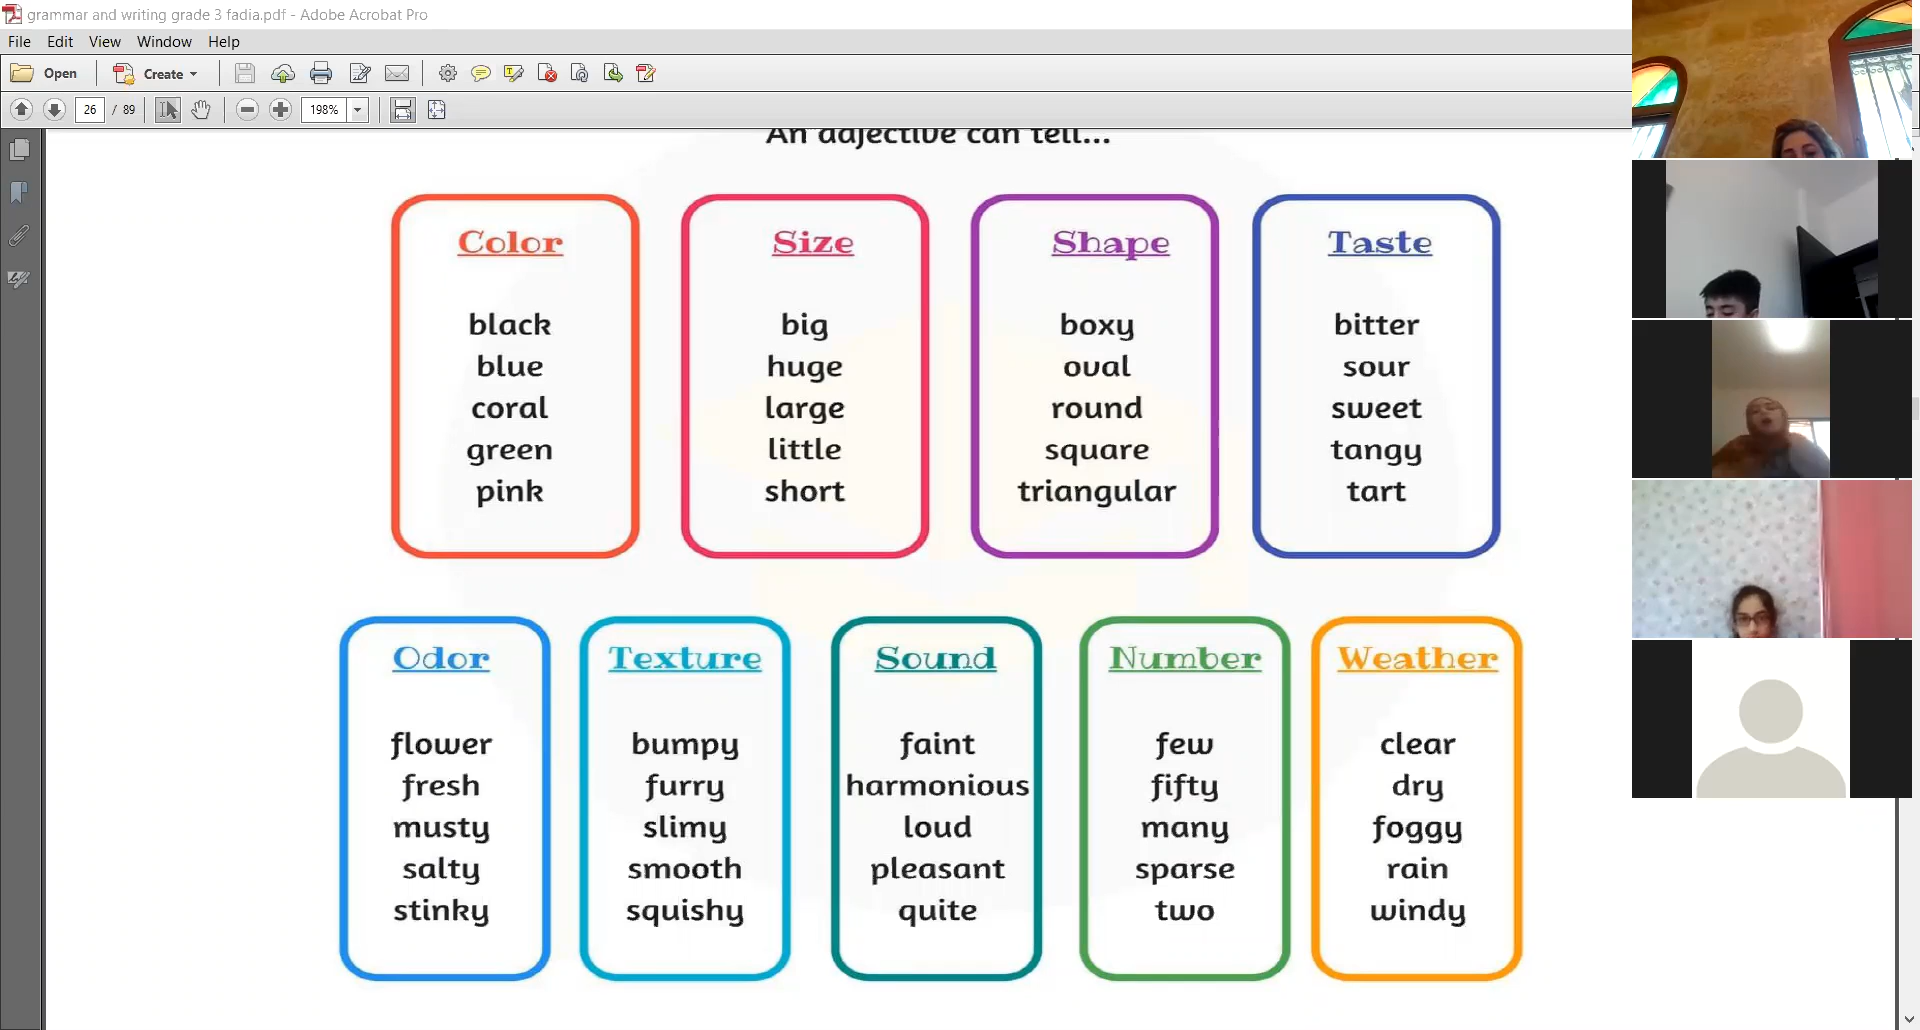 grammar and writing grade 3 fadia.pdf - Adobe Acrobat Pro
File Edit View Window Help
Open Create
26 / 89 198%
An adjective can tell...
Color
black
blue
coral
green
pink
Size
big
huge
large
little
short
Shape
boxy
oval
round
square
triangular
Taste
bitter
sour
sweet
tangy
tart
Odor
flower
fresh
musty
salty
stinky
Texture
bumpy
furry
slimy
smooth
squishy
Sound
faint
harmonious
loud
pleasant
quite
Number
few
fifty
many
sparse
two
Weather
clear
dry
foggy
rain
windy